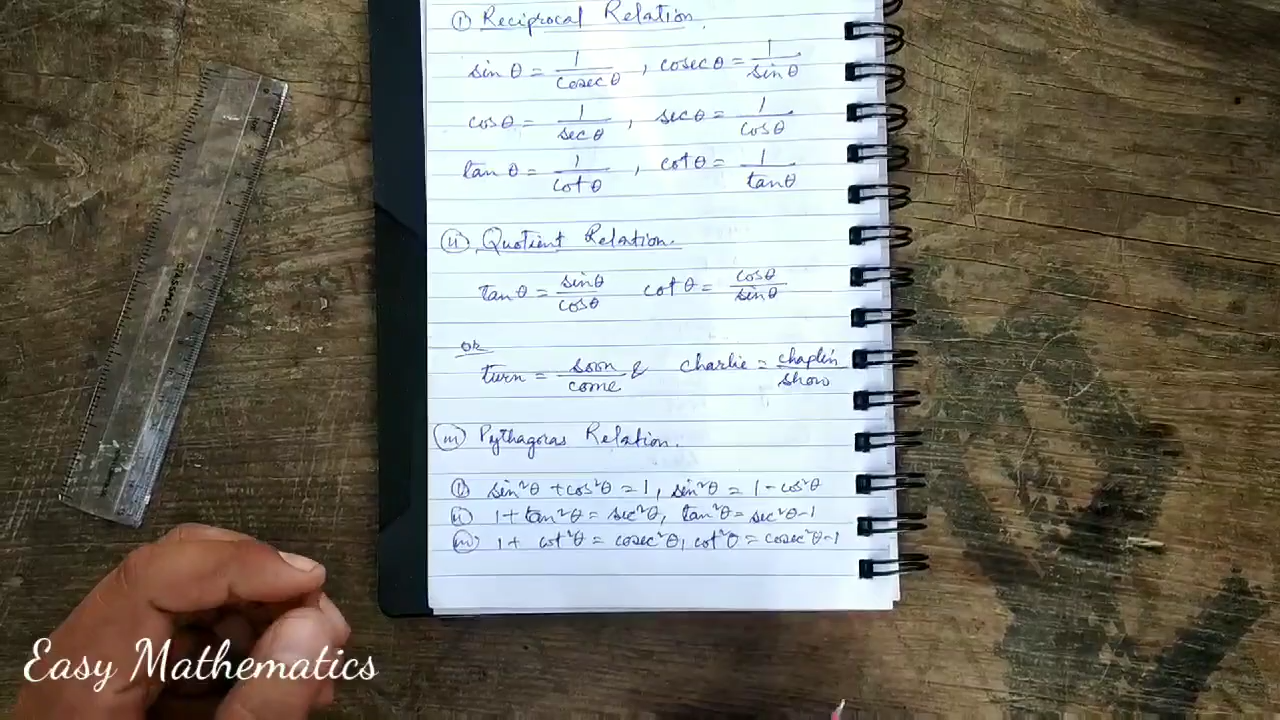 ① Reciprocal Relation.
sin θ = 1/cosec θ , cosec θ = 1/sin θ
cos θ = 1/sec θ , sec θ = 1/cos θ
tan θ = 1/cot θ , cot θ = 1/tan θ
ⓘⓘ Quotient Relation.
tan θ = sin θ/cos θ cot θ = cos θ/sin θ
or
turn = soon/come & charlie = chaplin/show
ⓘⓘⓘ Pythagoras Relation.
ⓘ sin²θ + cos²θ = 1, sin²θ = 1 - cos²θ
ⓘⓘ 1 + tan²θ = sec²θ, tan²θ = sec²θ - 1
ⓘⓘⓘ 1 + cot²θ = cosec²θ, cot²θ = cosec²θ - 1
Easy Mathematics